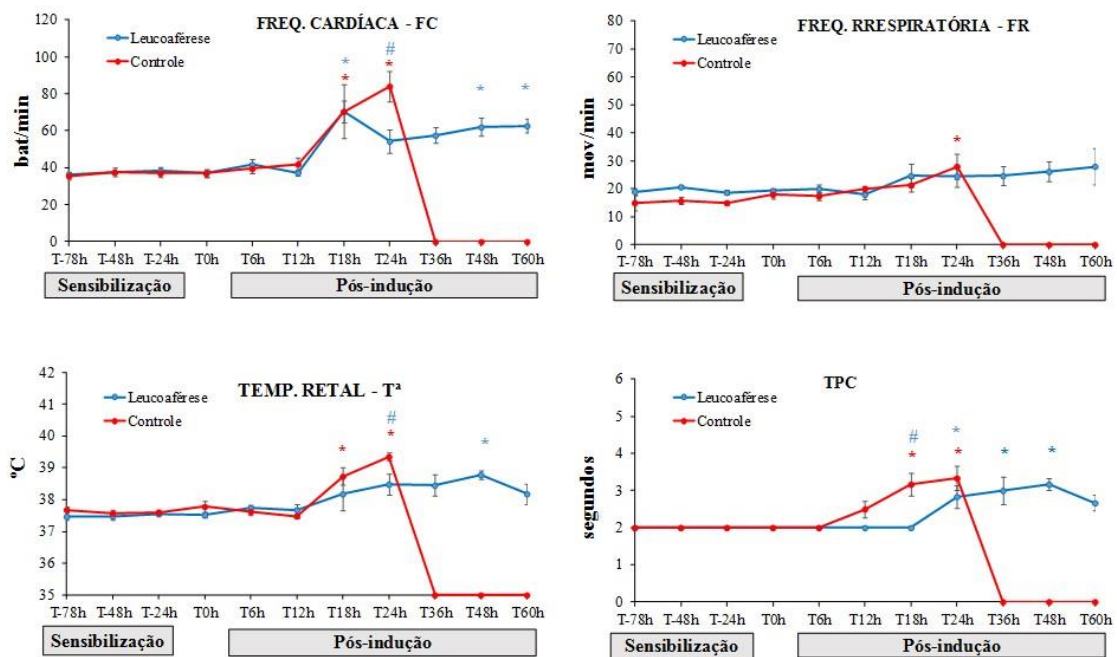 FREQ. CARDÍACA - FC
Leucoaférese
Controle
bat/min
120
100
80
60
40
20
0
* # * * * *
T-78h T-48h T-24h T0h T6h T12h T18h T24h T36h T48h T60h
Sensibilização Pós-indução
FREQ. RRESPIRATÓRIA - FR
Leucoaférese
Controle
mov/min
80
70
60
50
40
30
20
10
0
*
T-78h T-48h T-24h T0h T6h T12h T18h T24h T36h T48h T60h
Sensibilização Pós-indução
TEMP. RETAL - Tª
Leucoaférese
Controle
ºC
42
41
40
39
38
37
36
35
# * * *
T-78h T-48h T-24h T0h T6h T12h T18h T24h T36h T48h T60h
Sensibilização Pós-indução
TPC
Leucoaférese
Controle
segundos
6
5
4
3
2
1
0
# * * * * *
T-78h T-48h T-24h T0h T6h T12h T18h T24h T36h T48h T60h
Sensibilização Pós-indução